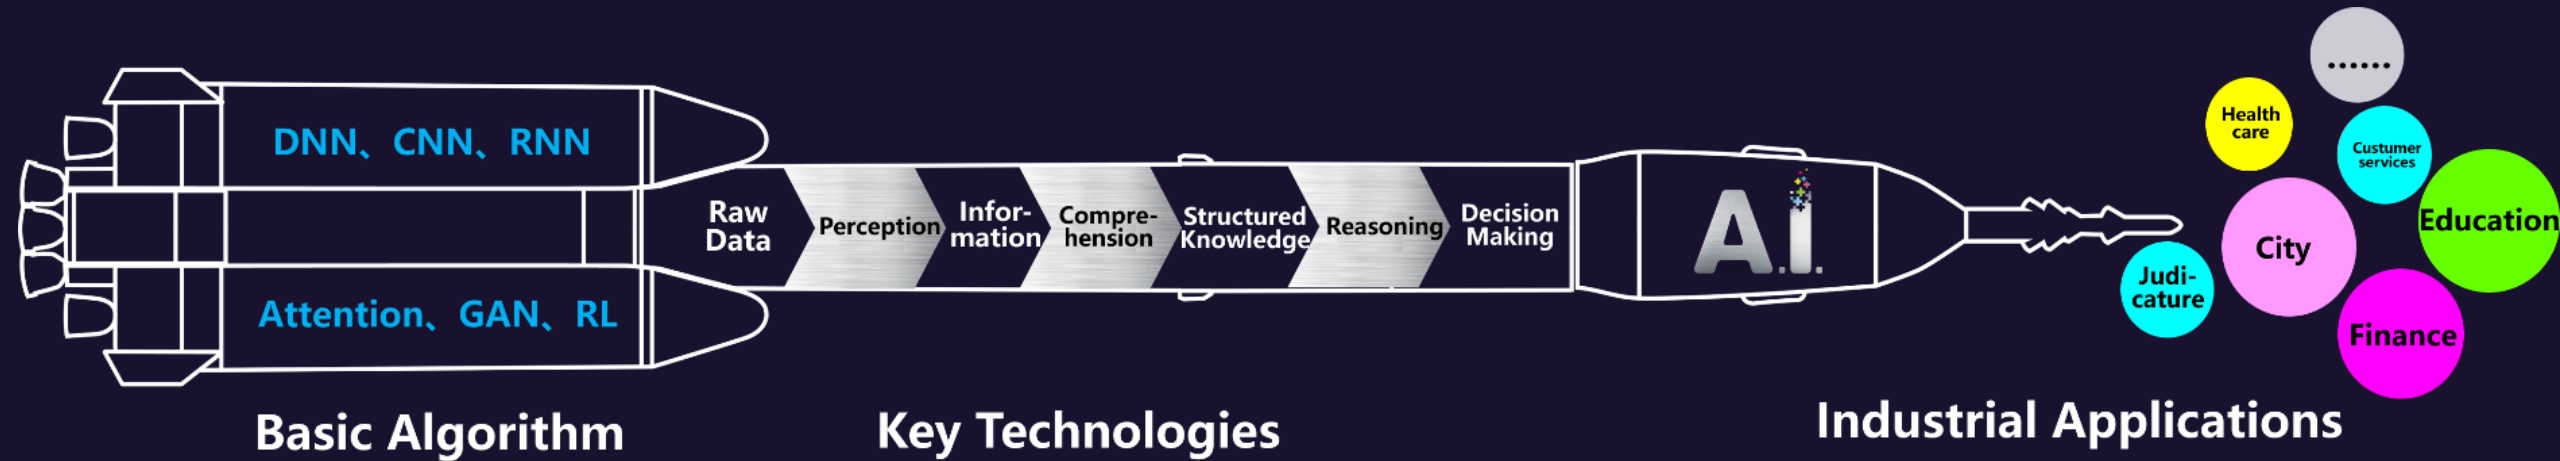 DNN、CNN、RNN
Attention、GAN、RL
Basic Algorithm
Raw
Data
Perception
Infor-
mation
Compre-
hension
Structured
Knowledge
Reasoning
Decision
Making
Key Technologies
A.i.
......
Health
care
Custumer
services
Education
City
Judi-
cature
Finance
Industrial Applications